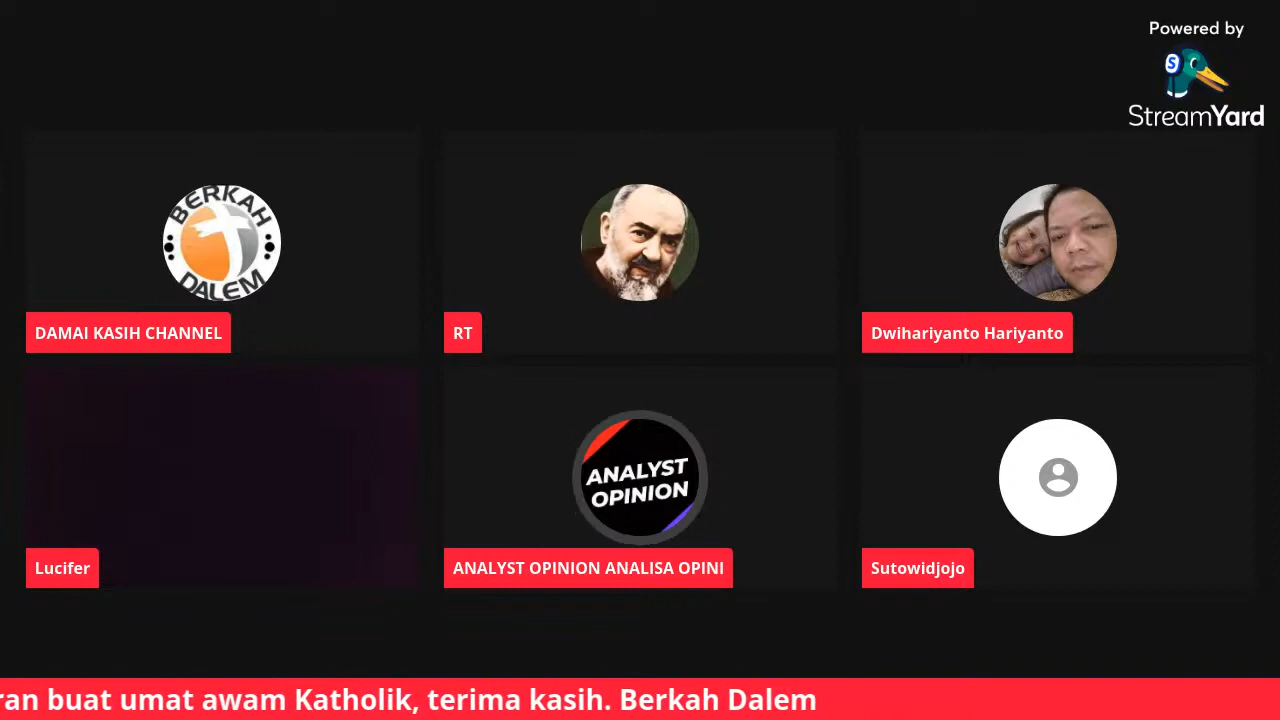 Powered by
StreamYard
BERKAH
DALEM
DAMAI KASIH CHANNEL
RT
Dwihariyanto Hariyanto
Lucifer
ANALYST
OPINION
ANALYST OPINION ANALISA OPINI
Sutowidjojo
ran buat umat awam Katholik, terima kasih. Berkah Dalem